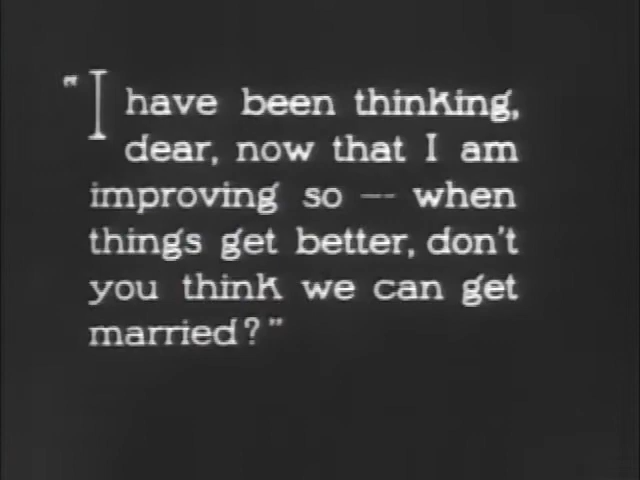 "I have been thinking,
dear, now that I am
improving so -- when
things get better, don't
you think we can get
married?"